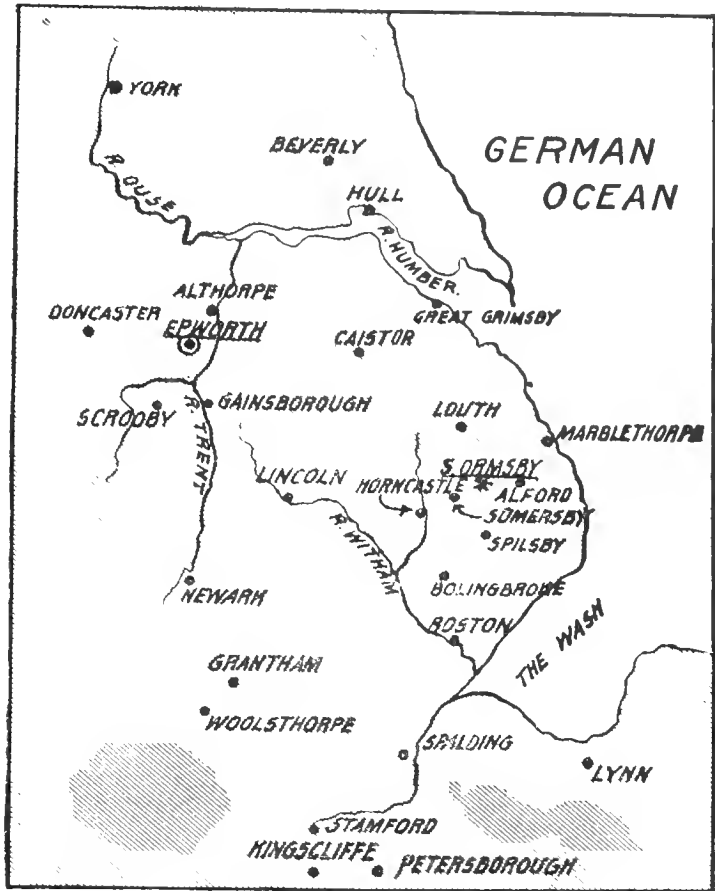 YORK
BEVERLY
GERMAN
OCEAN
R. OUSE
HULL
R. HUMBER.
ALTHORPE
GREAT GRIMSBY
DONCASTER
EPWORTH
CAISTOR
SCROOBY
R. TRENT
GAINSBOROUGH
LOUTH
MARBLETHORPE
LINCOLN
HORNCASTLE
S. ORMSBY
ALFORD
SOMERSBY
R. WITHAM
SPILSBY
NEWARK
BOLINGBROKE
BOSTON
THE WASH
GRANTHAM
WOOLSTHORPE
SPALDING
LYNN
STAMFORD
KINGSCLIFFE
PETERSBOROUGH